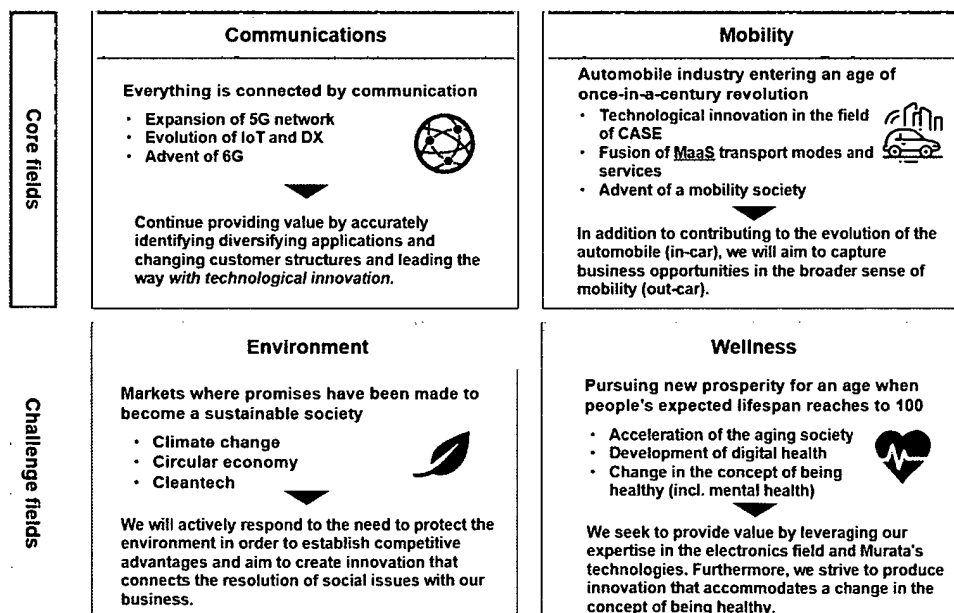 Core fields
Communications
Everything is connected by communication
· Expansion of 5G network
· Evolution of IoT and DX
· Advent of 6G
Continue providing value by accurately
identifying diversifying applications and
changing customer structures and leading the
way with technological innovation.
Mobility
Automobile industry entering an age of
once-in-a-century revolution
· Technological innovation in the field
of CASE
· Fusion of MaaS transport modes and
services
· Advent of a mobility society
In addition to contributing to the evolution of the
automobile (in-car), we will aim to capture
business opportunities in the broader sense of
mobility (out-car).
Challenge fields
Environment
Markets where promises have been made to
become a sustainable society
· Climate change
· Circular economy
· Cleantech
We will actively respond to the need to protect the
environment in order to establish competitive
advantages and aim to create innovation that
connects the resolution of social issues with our
business.
Wellness
Pursuing new prosperity for an age when
people's expected lifespan reaches to 100
· Acceleration of the aging society
· Development of digital health
· Change in the concept of being
healthy (incl. mental health)
We seek to provide value by leveraging our
expertise in the electronics field and Murata's
technologies. Furthermore, we strive to produce
innovation that accommodates a change in the
concept of being healthy.